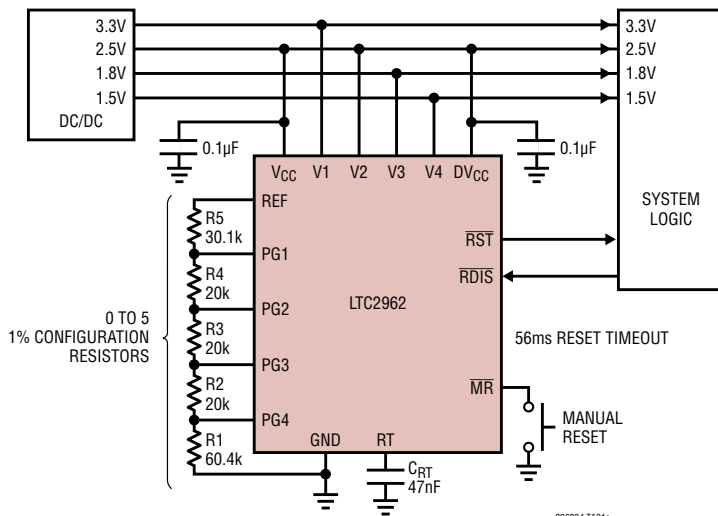 3.3V
2.5V
1.8V
1.5V
DC/DC
3.3V
2.5V
1.8V
1.5V
SYSTEM
LOGIC
0.1µF
0.1µF
VCC
V1
V2
V3
V4
DVCC
REF
PG1
PG2
PG3
PG4
GND
RT
RST
RDIS
MR
LTC2962
R5
30.1k
R4
20k
R3
20k
R2
20k
R1
60.4k
0 TO 5
1% CONFIGURATION
RESISTORS
56ms RESET TIMEOUT
MANUAL
RESET
CRT
47nF